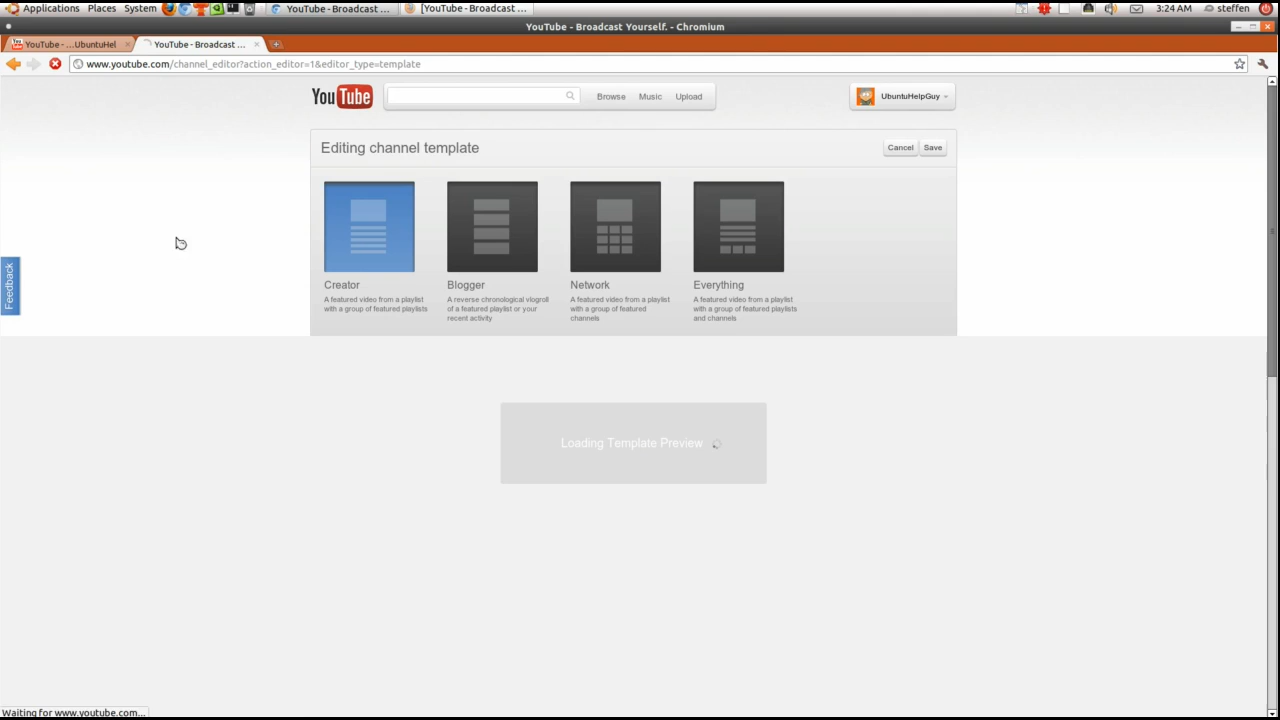 Applications Places System
YouTube - Broadcast ...
[YouTube - Broadcast ...
3:24 AM
steffen
YouTube - Broadcast Yourself. - Chromium
YouTube - ...UbuntuHel
YouTube - Broadcast ...
www.youtube.com/channel_editor?action_editor=1&editor_type=template
YouTube
Browse Music Upload
UbuntuHelpGuy
Editing channel template
Cancel Save
Feedback
Creator
A featured video from a playlist
with a group of featured playlists
Blogger
A reverse chronological vlogroll
of a featured playlist or your
recent activity
Network
A featured video from a playlist
with a group of featured
channels
Everything
A featured video from a playlist
with a group of featured playlists
and channels
Loading Template Preview
Waiting for www.youtube.com...